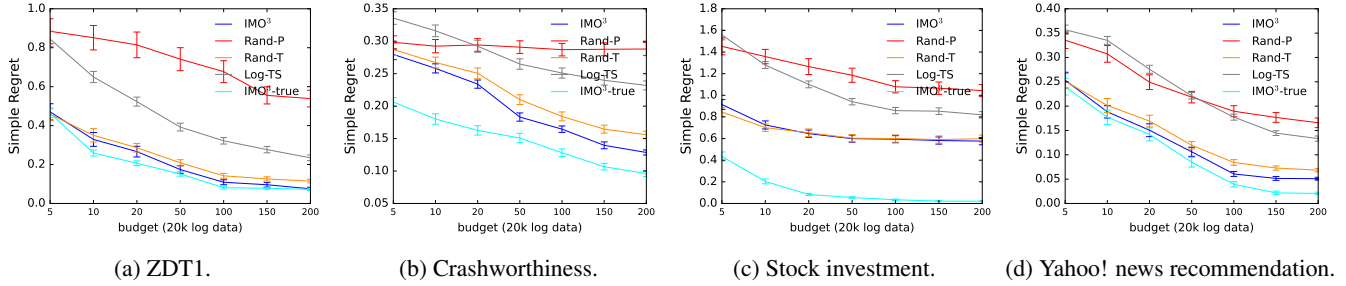 Simple Regret
1.0
0.8
0.6
0.4
0.2
0.0
5 10 20 50 100 150 200
budget (20k log data)
IMO³
Rand-P
Rand-T
Log-TS
IMO³-true
(a) ZDT1.
Simple Regret
0.35
0.30
0.25
0.20
0.15
0.10
0.05
5 10 20 50 100 150 200
budget (20k log data)
IMO³
Rand-P
Rand-T
Log-TS
IMO³-true
(b) Crashworthiness.
Simple Regret
1.8
1.6
1.4
1.2
1.0
0.8
0.6
0.4
0.2
0.0
5 10 20 50 100 150 200
budget (20k log data)
IMO³
Rand-P
Rand-T
Log-TS
IMO³-true
(c) Stock investment.
Simple Regret
0.40
0.35
0.30
0.25
0.20
0.15
0.10
0.05
0.00
5 10 20 50 100 150 200
budget (20k log data)
IMO³
Rand-P
Rand-T
Log-TS
IMO³-true
(d) Yahoo! news recommendation.